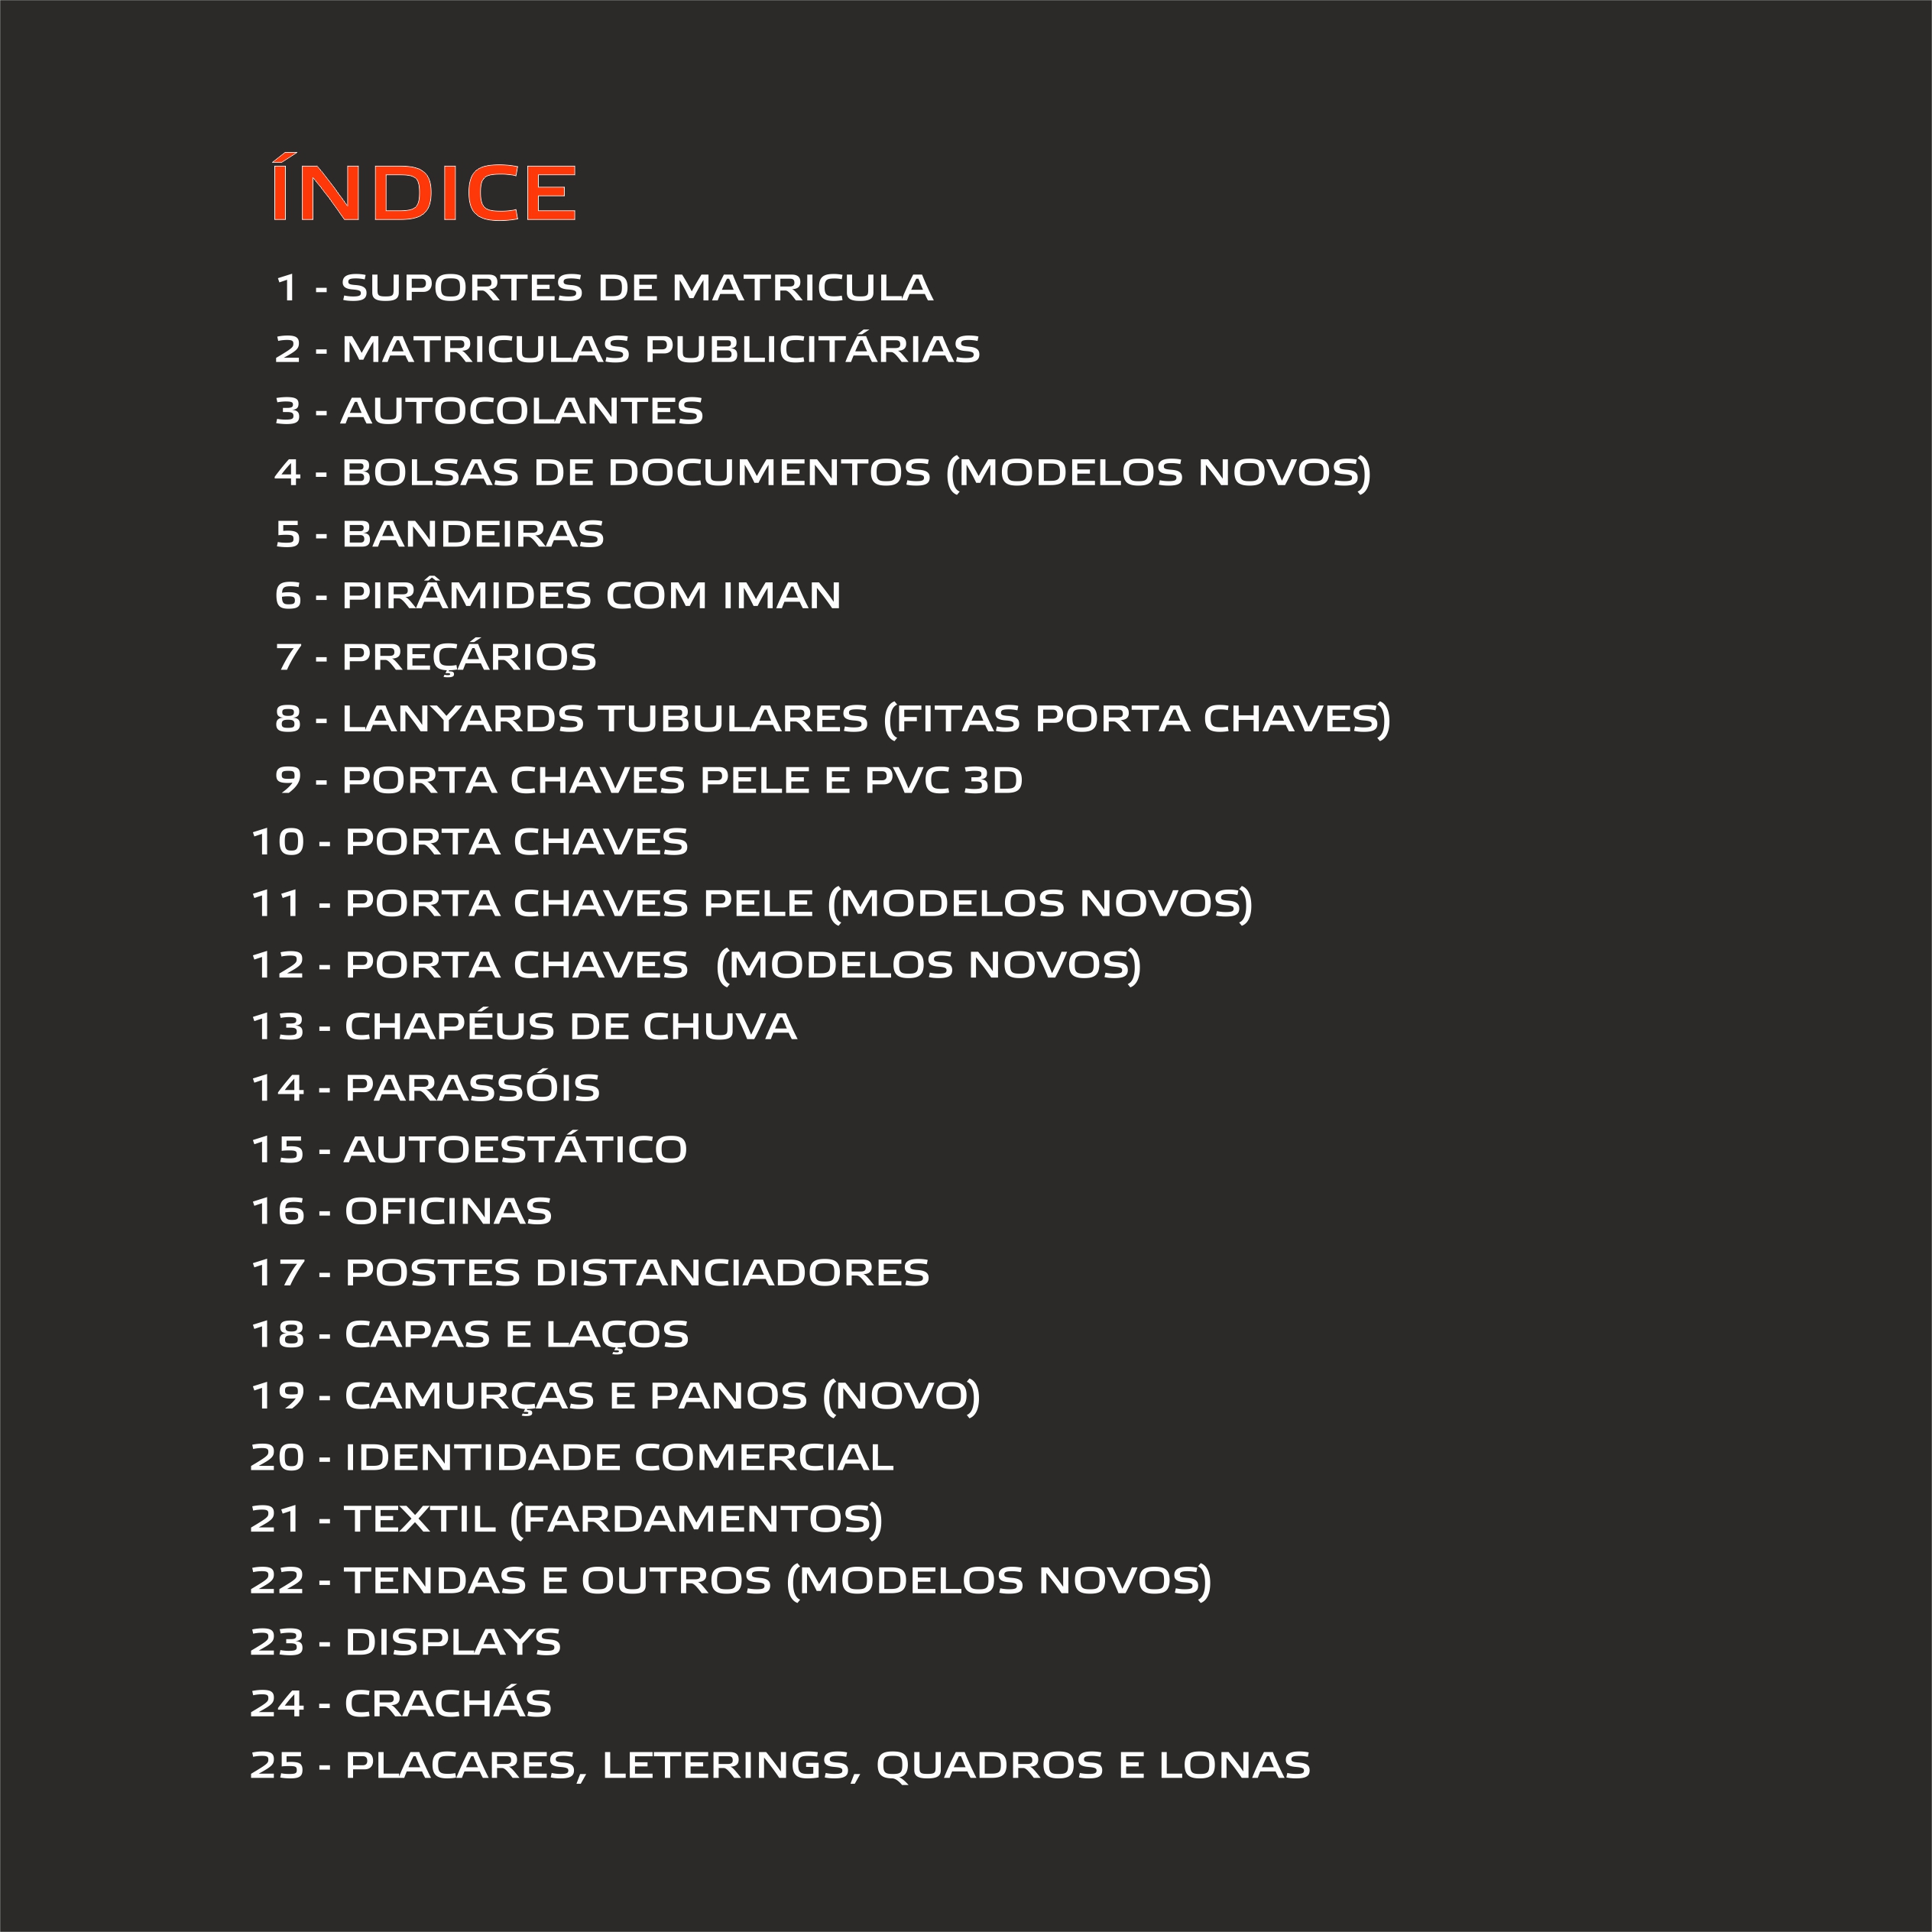 ÍNDICE
1 - SUPORTES DE MATRICULA
2 - MATRICULAS PUBLICITÁRIAS
3 - AUTOCOLANTES
4 - BOLSAS DE DOCUMENTOS (MODELOS NOVOS)
5 - BANDEIRAS
6 - PIRÂMIDES COM IMAN
7 - PREÇÁRIOS
8 - LANYARDS TUBULARES (FITAS PORTA CHAVES)
9 - PORTA CHAVES PELE E PVC 3D
10 - PORTA CHAVES
11 - PORTA CHAVES PELE (MODELOS NOVOS)
12 - PORTA CHAVES  (MODELOS NOVOS)
13 - CHAPÉUS DE CHUVA
14 - PARASSÓIS
15 - AUTOESTÁTICO
16 - OFICINAS
17 - POSTES DISTANCIADORES
18 - CAPAS E LAÇOS
19 - CAMURÇAS E PANOS (NOVO)
20 - IDENTIDADE COMERCIAL
21 - TEXTIL (FARDAMENTOS)
22 - TENDAS E OUTROS (MODELOS NOVOS)
23 - DISPLAYS
24 - CRACHÁS
25 - PLACARES, LETERINGS, QUADROS E LONAS